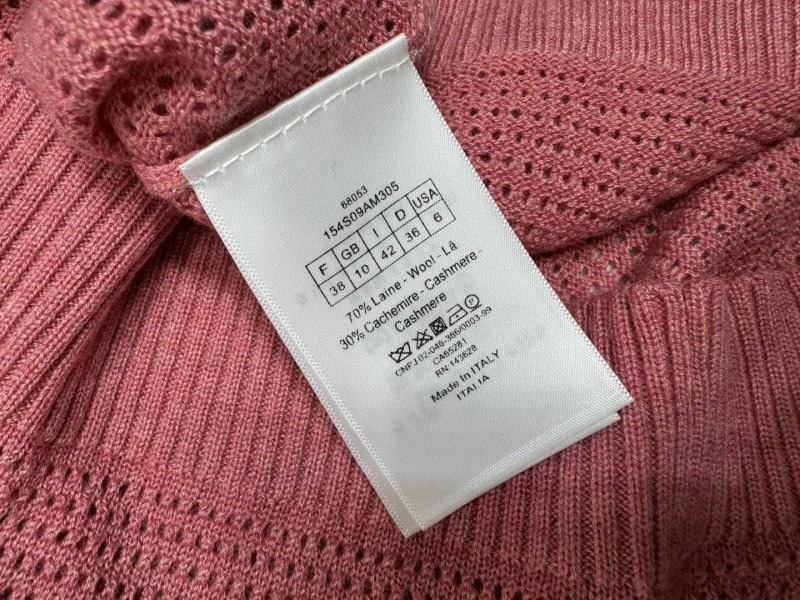 68053
154S09AM305
F GB I D USA
38 10 42 36 6
70% Laine - Wool - Lã
30% Cachemire - Cashmere -
Cashmere
CNPJ 02-046-366/0003-99
CA65281
RN-143628
Made In ITALY
ITALIA